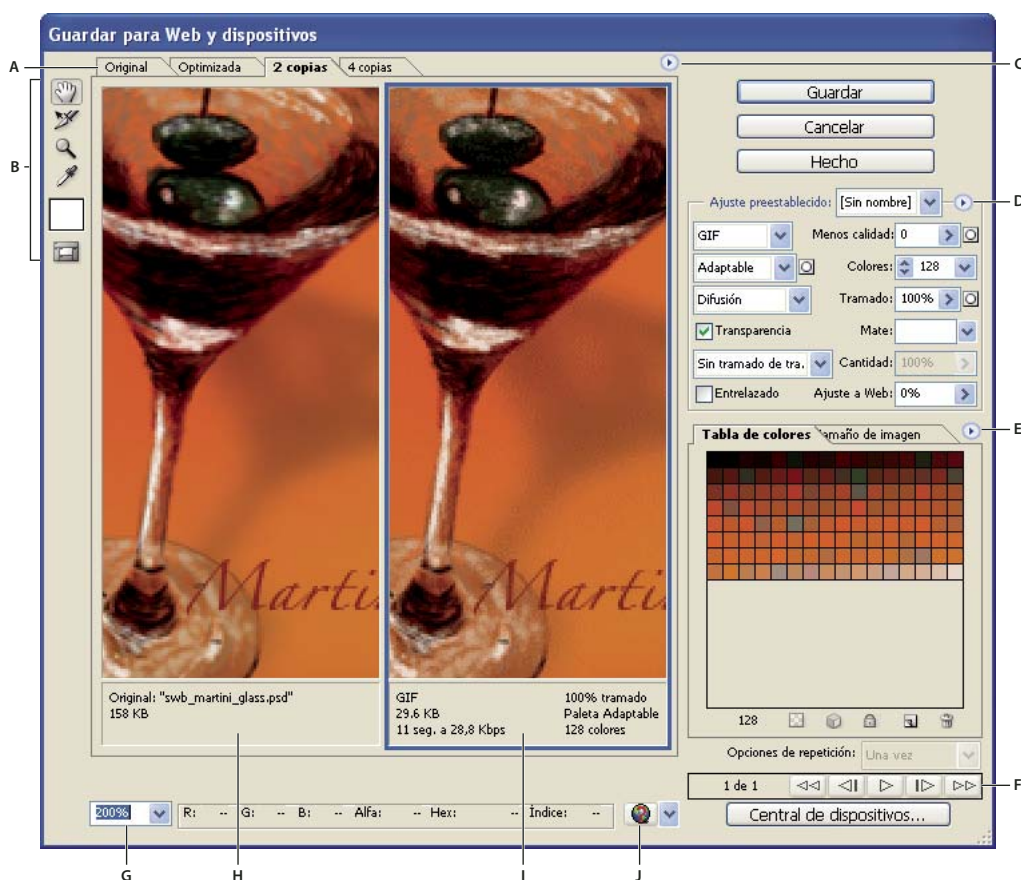 Guardar para Web y dispositivos
A
Original Optimizada 2 copias 4 copias
C
B
Guardar
Cancelar
Hecho
Ajuste preestablecido: [Sin nombre]
D
GIF Menos calidad: 0
Adaptable Colores: 128
Difusión Tramado: 100%
Transparencia Mate:
Sin tramado de tra. Cantidad: 100%
Entrelazado Ajuste a Web: 0%
Tabla de colores amaño de imagen
E
Martin
Martin
Original: "swb_martini_glass.psd"
158 KB
GIF 100% tramado
29.6 KB Paleta Adaptable
11 seg. a 28,8 Kbps 128 colores
128
Opciones de repetición: Una vez
1 de 1
F
200% R: -- G: -- B: -- Alfa: -- Hex: -- Índice: --
Central de dispositivos...
G H I J